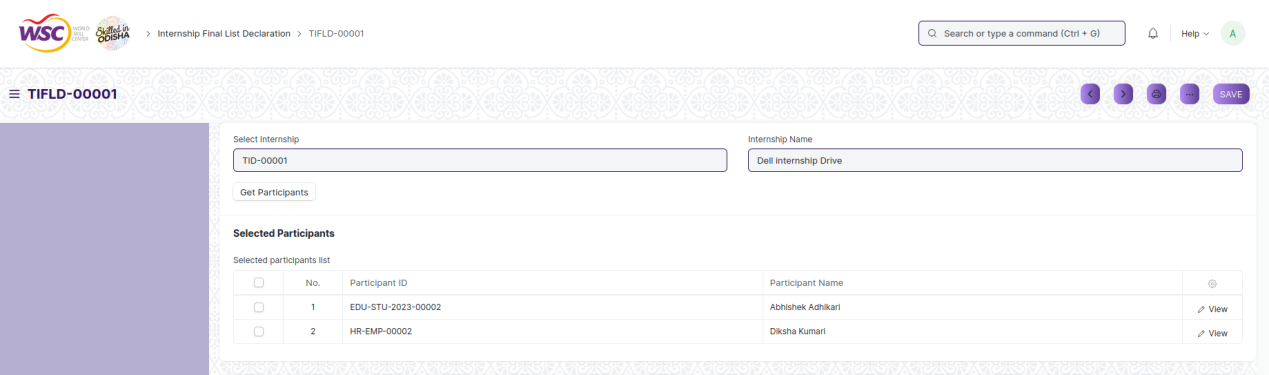 WSC WORLD SKILL CENTER Skilled in ODISHA > Internship Final List Declaration > TIFLD-00001 Search or type a command (Ctrl + G) Help A
TIFLD-00001 ... SAVE
Select Internship Internship Name
TID-00001 Dell internship Drive
Get Participants
Selected Participants
Selected participants list
No. Participant ID Participant Name
1 EDU-STU-2023-00002 Abhishek Adhikari View
2 HR-EMP-00002 Diksha Kumari View